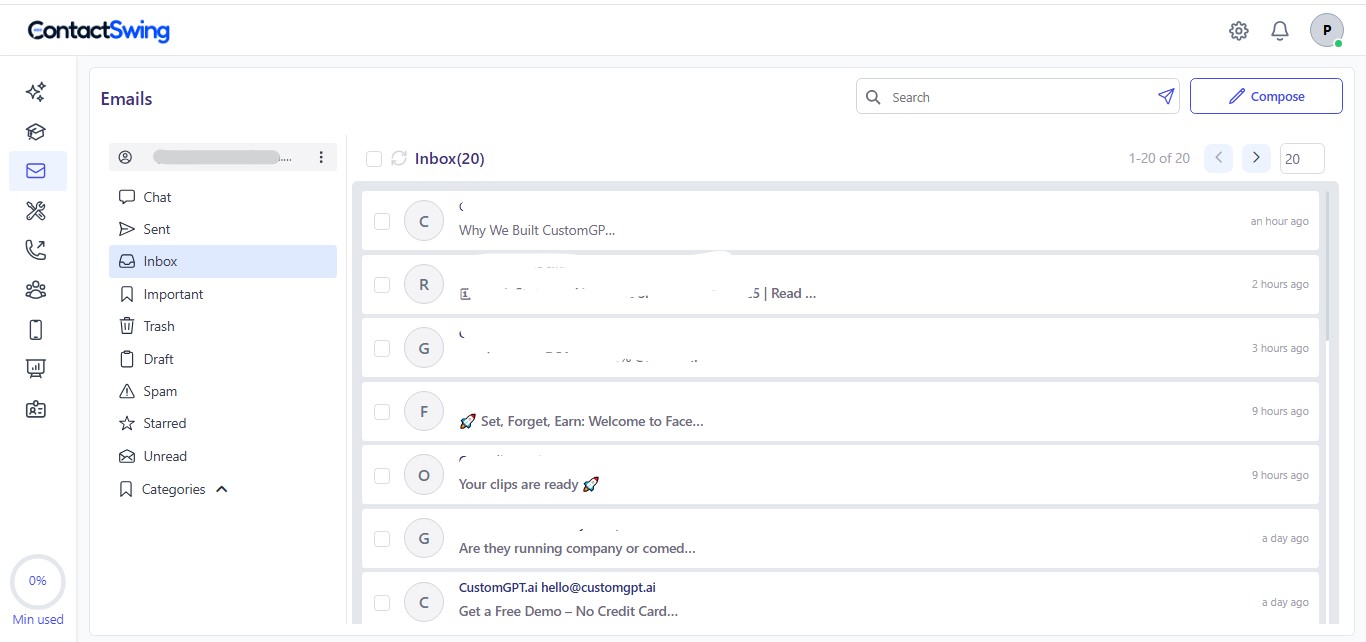 ContactSwing
P
Emails
Search
Compose
....
Inbox(20)
1-20 of 20
20
Chat
Sent
Inbox
Important
Trash
Draft
Spam
Starred
Unread
Categories
C
Why We Built CustomGP...
an hour ago
R
5 | Read ...
2 hours ago
G
3 hours ago
F
🚀 Set, Forget, Earn: Welcome to Face...
9 hours ago
O
Your clips are ready 🚀
9 hours ago
G
Are they running company or comed...
a day ago
C
CustomGPT.ai hello@customgpt.ai
Get a Free Demo – No Credit Card...
a day ago
0%
Min used